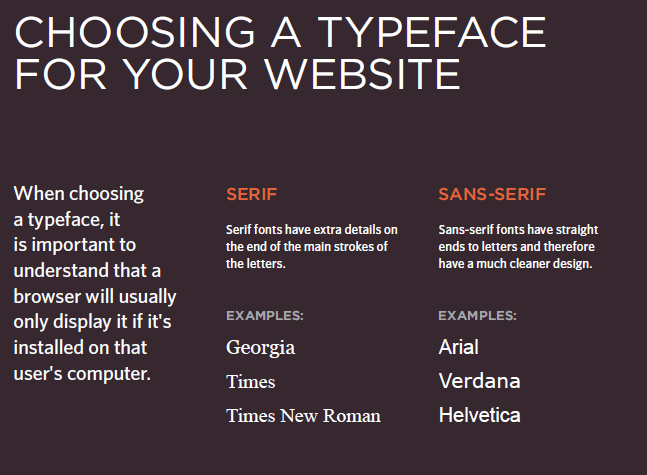 CHOOSING A TYPEFACE
FOR YOUR WEBSITE
When choosing
a typeface, it
is important to
understand that a
browser will usually
only display it if it's
installed on that
user's computer.
SERIF
Serif fonts have extra details on
the end of the main strokes of
the letters.
EXAMPLES:
Georgia
Times
Times New Roman
SANS-SERIF
Sans-serif fonts have straight
ends to letters and therefore
have a much cleaner design.
EXAMPLES:
Arial
Verdana
Helvetica